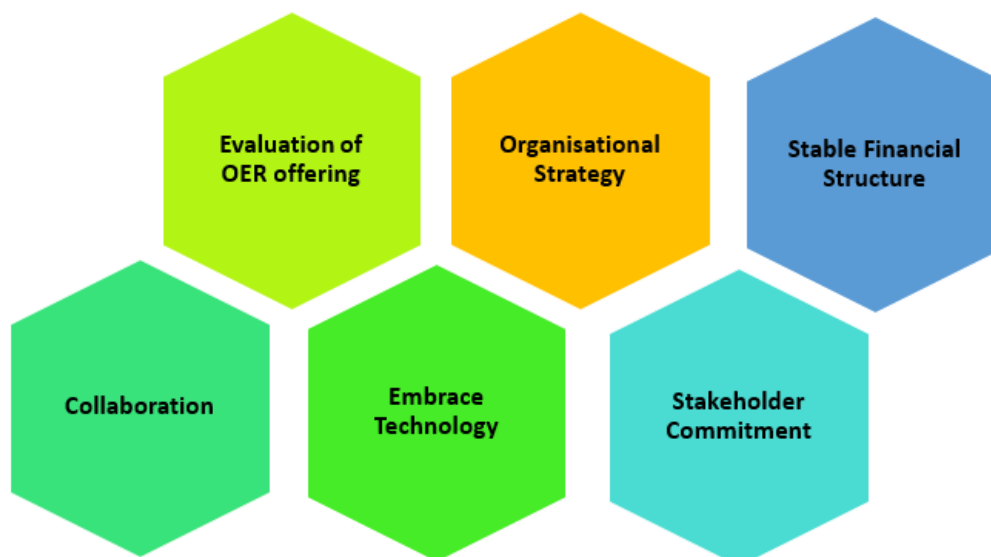 Evaluation of
OER offering
Organisational
Strategy
Stable Financial
Structure
Collaboration
Embrace
Technology
Stakeholder
Commitment